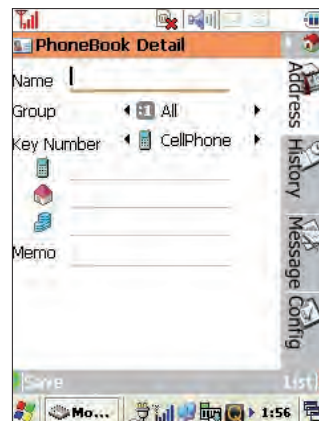 PhoneBook Detail
Name
Group All
Key Number CellPhone
Memo
Address
History
Message
Config
Save List
Mo... 1:56